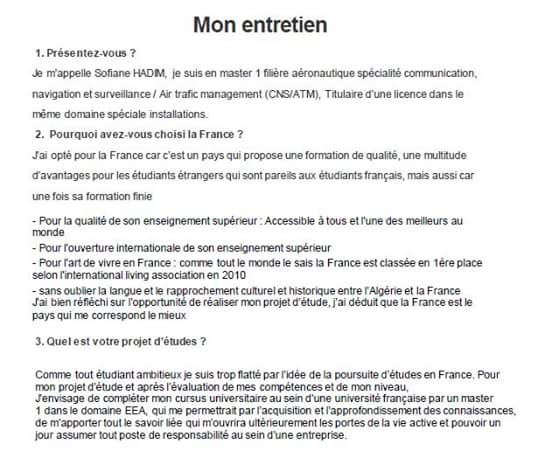 Mon entretien
1. Présentez-vous ?
Je m'appelle Sofiane HADIM, je suis en master 1 filière aéronautique spécialité communication,
navigation et surveillance / Air trafic management (CNS/ATM), Titulaire d'une licence dans le
même domaine spéciale installations.
2. Pourquoi avez-vous choisi la France ?
J'ai opté pour la France car c'est un pays qui propose une formation de qualité, une multitude
d'avantages pour les étudiants étrangers qui sont pareils aux étudiants français, mais aussi car
une fois sa formation finie
- Pour la qualité de son enseignement supérieur : Accessible à tous et l'une des meilleurs au
monde
- Pour l'ouverture internationale de son enseignement supérieur
- Pour l'art de vivre en France : comme tout le monde le sais la France est classée en 1ére place
selon l'international living association en 2010
- sans oublier la langue et le rapprochement culturel et historique entre l'Algérie et la France
J'ai bien réfléchi sur l'opportunité de réaliser mon projet d'étude, j'ai déduit que la France est le
pays qui me correspond le mieux
3. Quel est votre projet d'études ?
Comme tout étudiant ambitieux je suis trop flatté par l'idée de la poursuite d'études en France. Pour
mon projet d'étude et après l'évaluation de mes compétences et de mon niveau,
J'envisage de compléter mon cursus universitaire au sein d'une université française par un master
1 dans le domaine EEA, qui me permettrait par l'acquisition et l'approfondissement des connaissances,
de m'apporter tout le savoir liée qui m'ouvrira ultérieurement les portes de la vie active et pouvoir un
jour assumer tout poste de responsabilité au sein d'une entreprise.